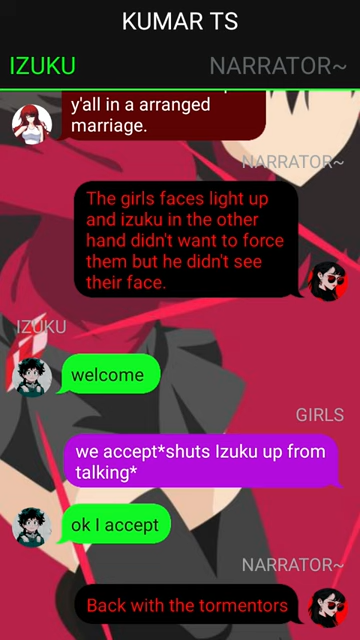 KUMAR TS
IZUKU
NARRATOR~
y'all in a arranged
marriage.
NARRATOR~
The girls faces light up
and izuku in the other
hand didn't want to force
them but he didn't see
their face.
IZUKU
welcome
GIRLS
we accept*shuts Izuku up from
talking*
ok I accept
NARRATOR~
Back with the tormentors